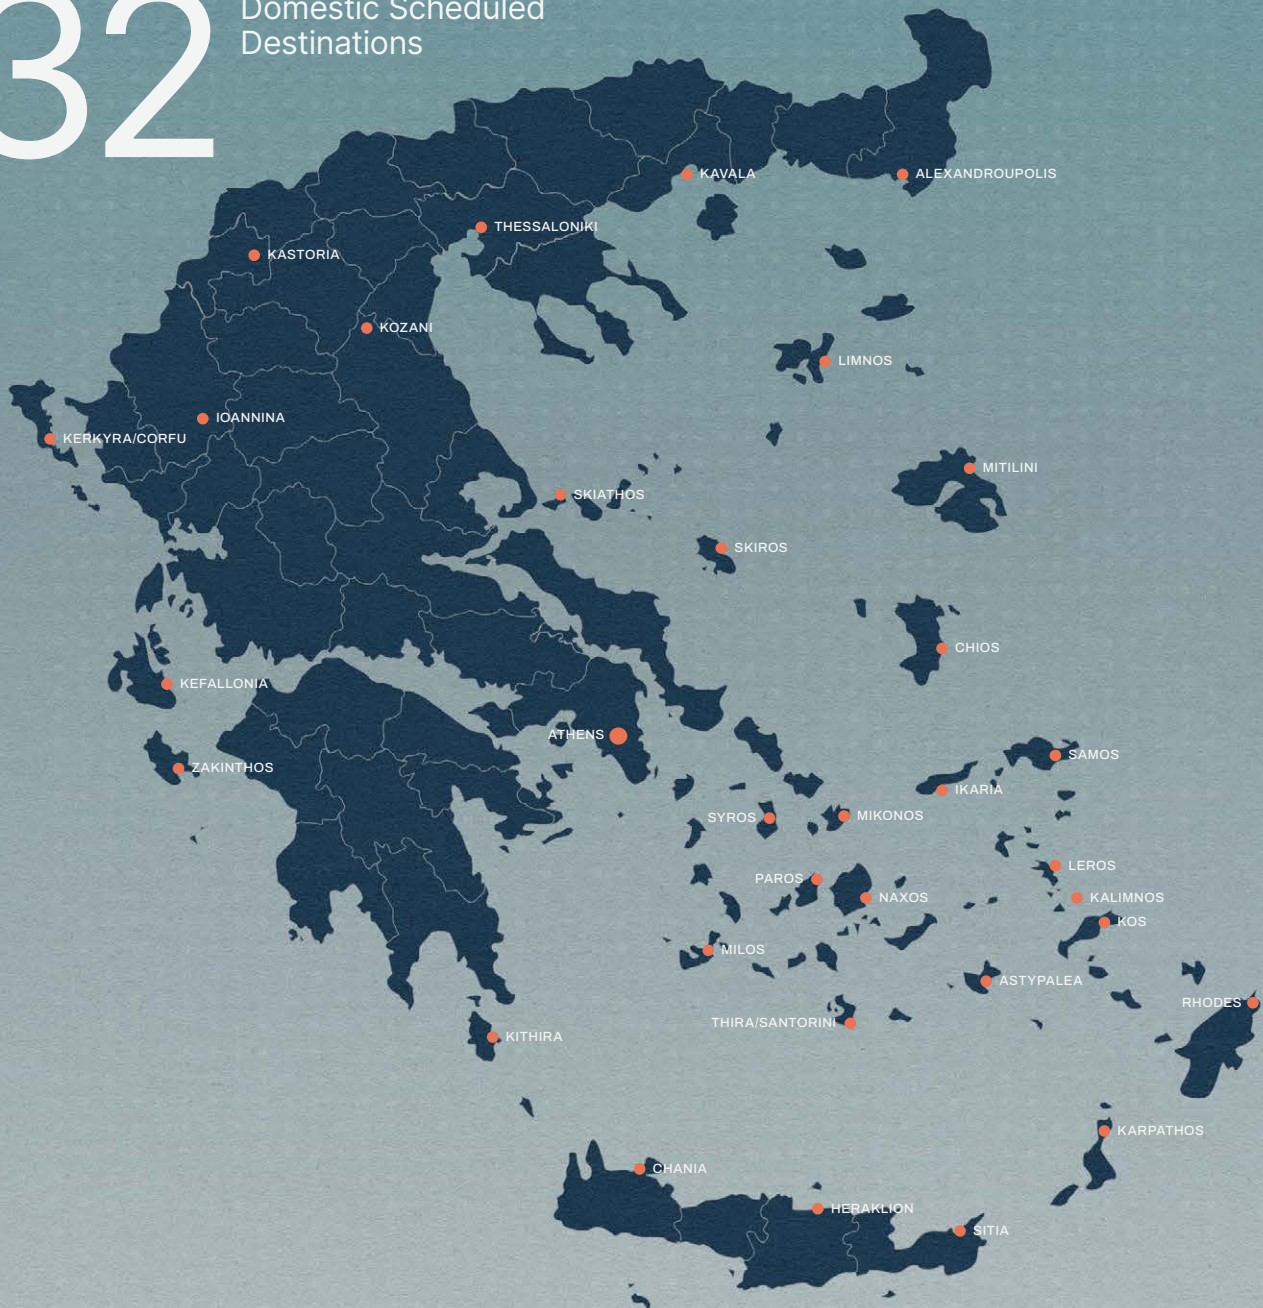 32
Domestic Scheduled
Destinations
KAVALA
ALEXANDROUPOLIS
THESSALONIKI
KASTORIA
KOZANI
LIMNOS
IOANNINA
KERKYRA/CORFU
MITILINI
SKIATHOS
SKIROS
CHIOS
KEFALLONIA
ATHENS
SAMOS
ZAKINTHOS
IKARIA
SYROS
MIKONOS
LEROS
PAROS
NAXOS
KALIMNOS
KOS
MILOS
ASTYPALEA
RHODES
THIRA/SANTORINI
KITHIRA
KARPATHOS
CHANIA
HERAKLION
SITIA